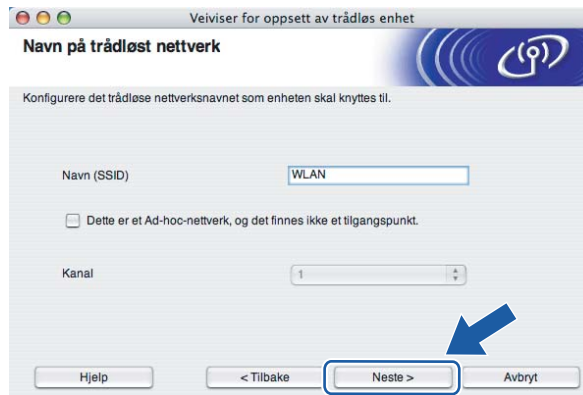 Veiviser for oppsett av trådløs enhet
Navn på trådløst nettverk
Konfigurere det trådløse nettverksnavnet som enheten skal knyttes til.
Navn (SSID) WLAN
Dette er et Ad-hoc-nettverk, og det finnes ikke et tilgangspunkt.
Kanal 1
Hjelp < Tilbake Neste > Avbryt